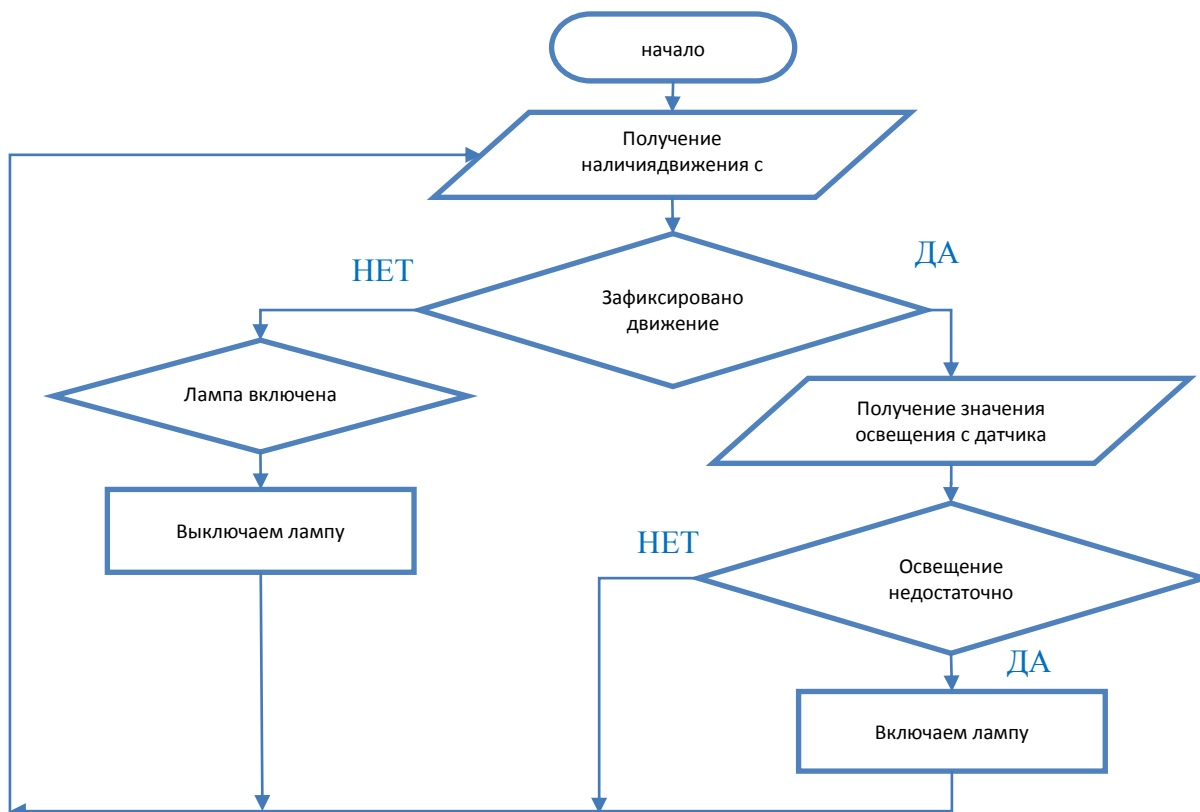 начало
Получение
наличиядвижения с
НЕТ
ДА
Зафиксировано
движение
Лампа включена
Получение значения
освещения с датчика
Выключаем лампу
НЕТ
Освещение
недостаточно
ДА
Включаем лампу